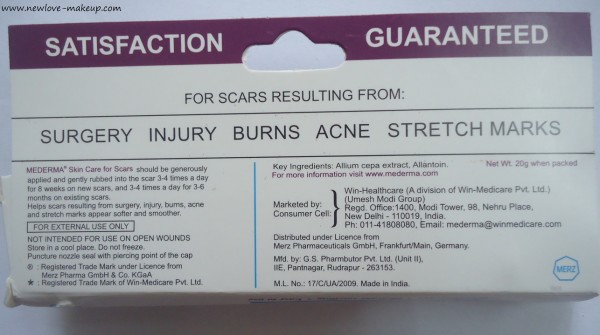 www.newlove-makeup.com
SATISFACTION GUARANTEED
FOR SCARS RESULTING FROM:
SURGERY INJURY BURNS ACNE STRETCH MARKS
MEDERMA® Skin Care for Scars should be generously
applied and gently rubbed into the scar 3-4 times a day
for 8 weeks on new scars, and 3-4 times a day for 3-6
months on existing scars.
Helps scars resulting from surgery, injury, burns, acne
and stretch marks appear softer and smoother.
FOR EXTERNAL USE ONLY
NOT INTENDED FOR USE ON OPEN WOUNDS
Store in a cool place. Do not freeze.
Puncture nozzle seal with piercing point of the cap
® : Registered Trade Mark under Licence from
Merz Pharma GmbH & Co. KGaA
* : Registered Trade Mark of Win-Medicare Pvt. Ltd.
Key Ingredients: Allium cepa extract, Allantoin.
Net Wt. 20g when packed
For more information visit www.mederma.com
Marketed by:
Consumer Cell:
Win-Healthcare (A division of Win-Medicare Pvt. Ltd.)
(Umesh Modi Group)
Regd. Office:1400, Modi Tower, 98, Nehru Place,
New Delhi - 110019, India.
Ph: 011-41808080, Email: mederma@winmedicare.com
Distributed under Licence from
Merz Pharmaceuticals GmbH, Frankfurt/Main, Germany.
Mfd. by: G.S. Pharmbutor Pvt. Ltd. (Unit II),
IIE, Pantnagar, Rudrapur - 263153.
M.L. No.: 17/C/UA/2009. Made in India.
MERZ